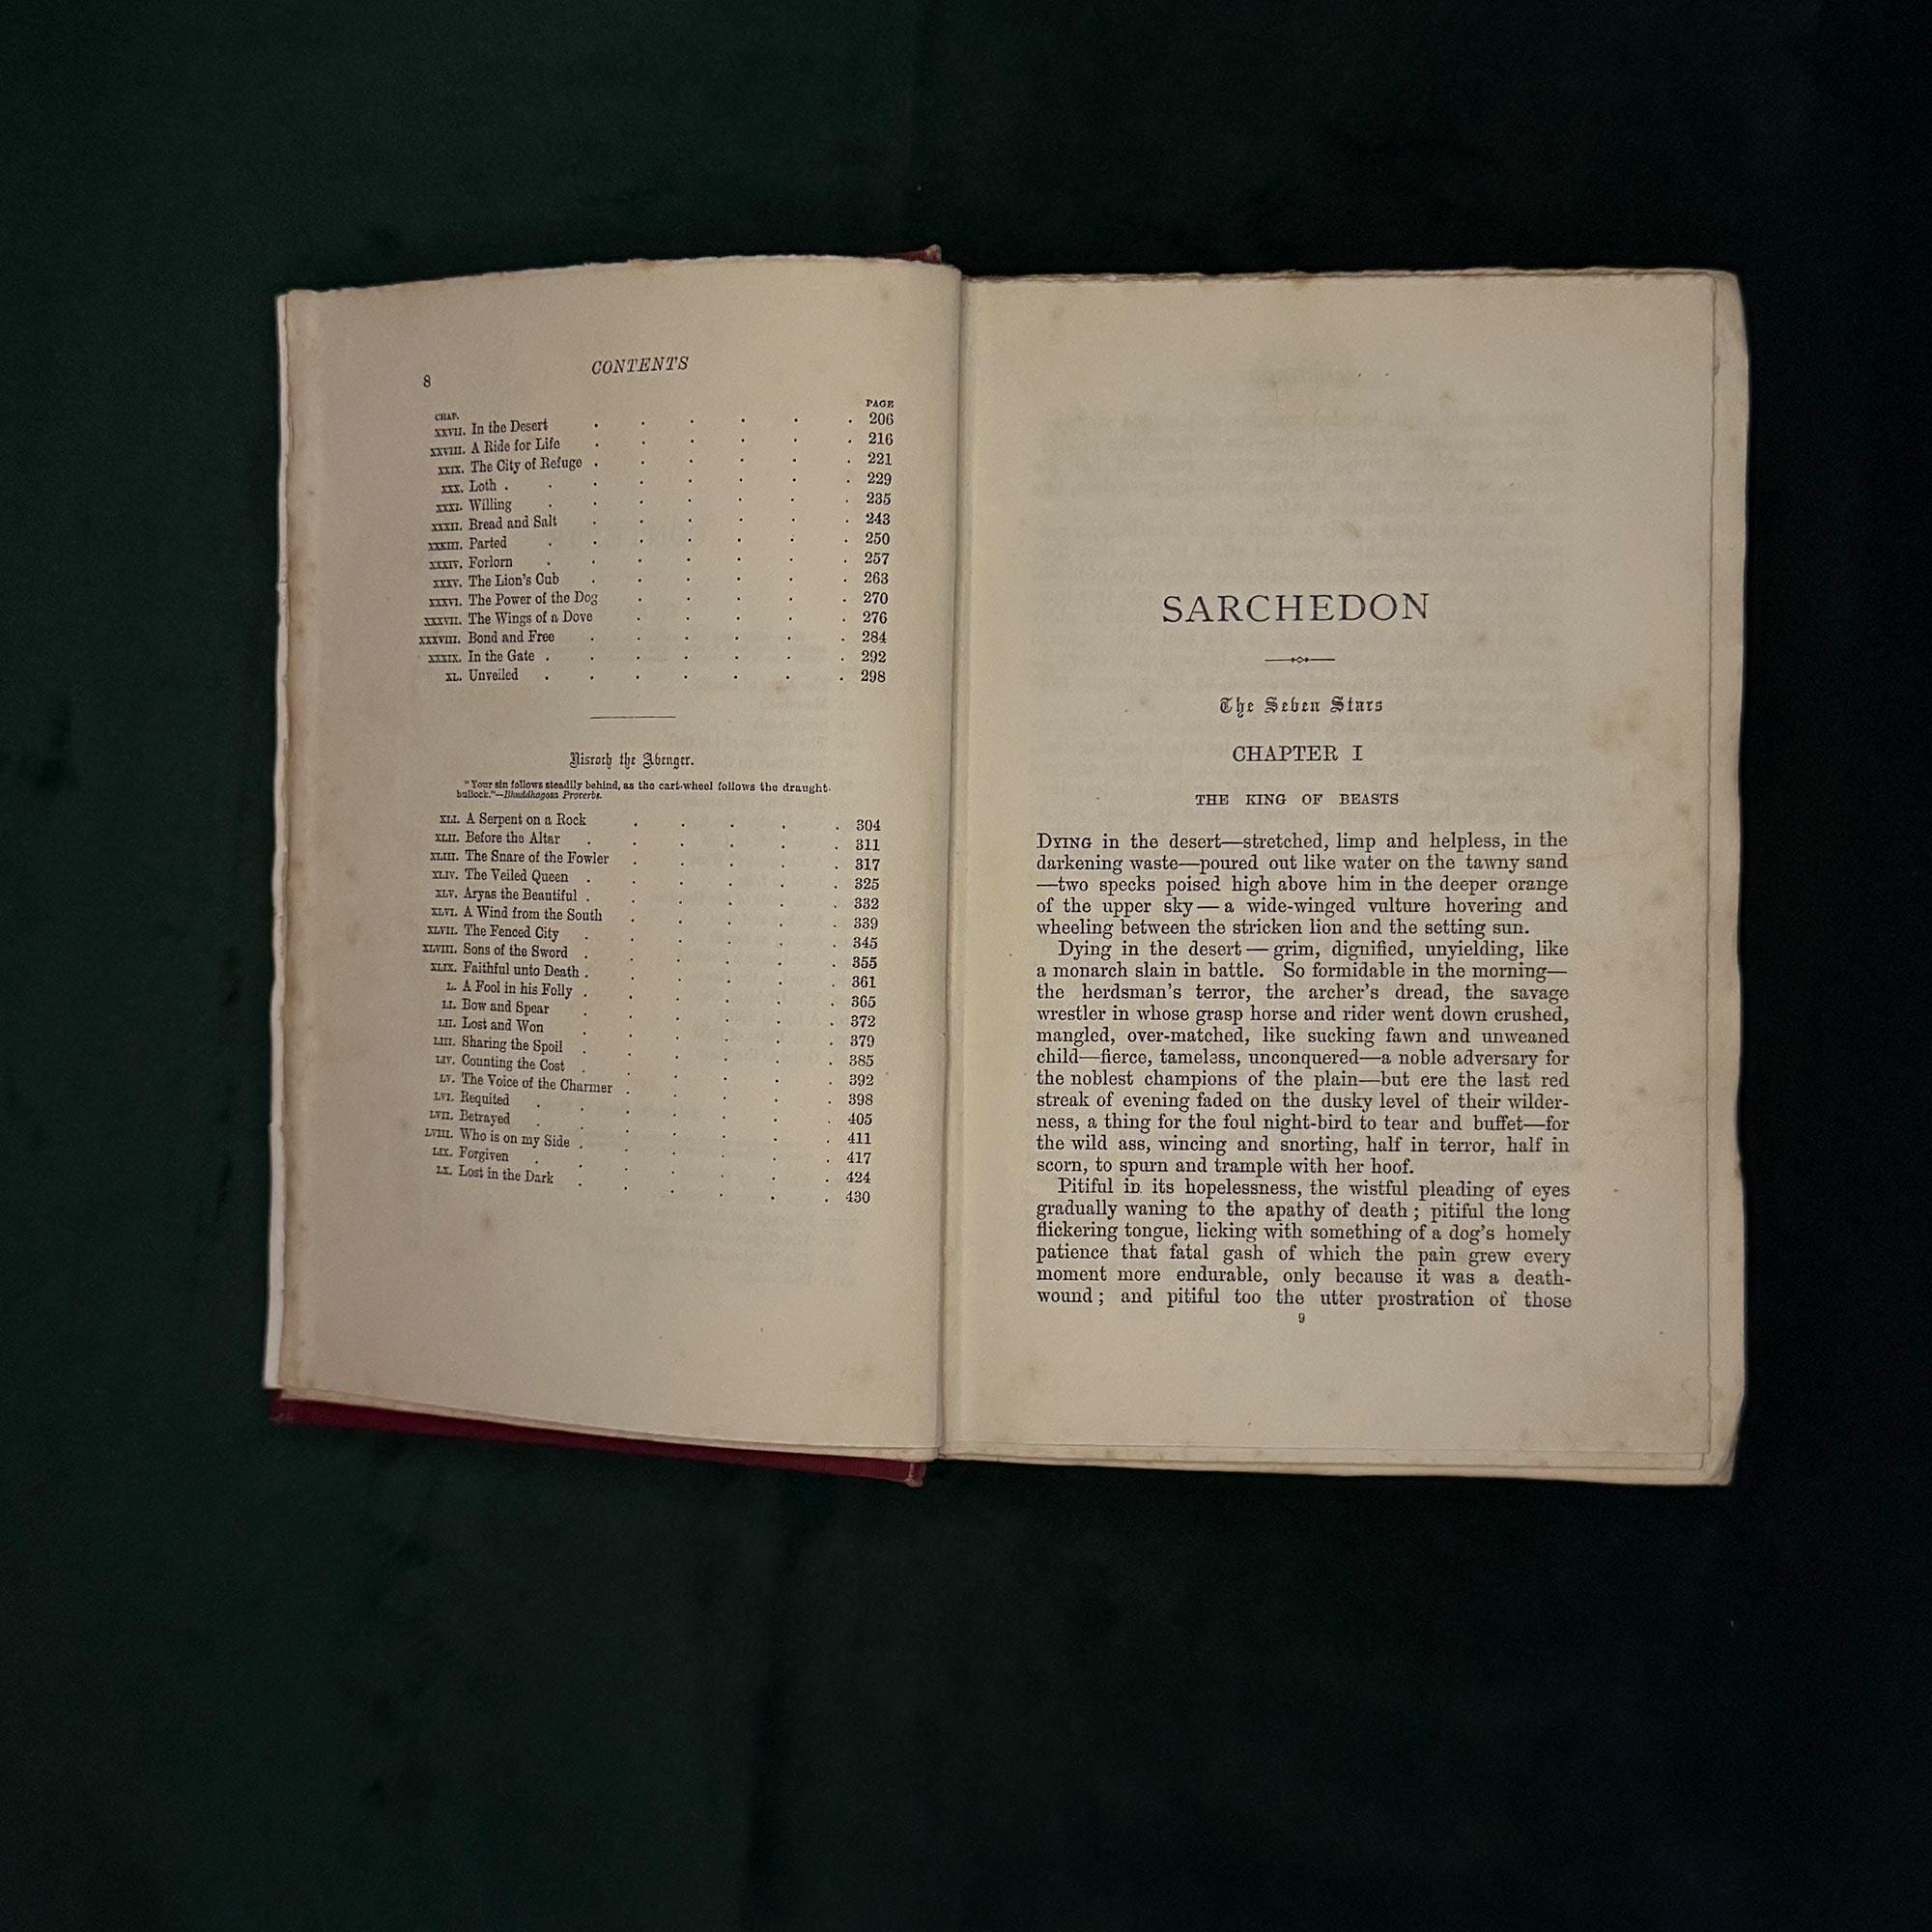 8
CONTENTS
CHAP. PAGE
XXVII. In the Desert . . . . . . 206
XXVIII. A Ride for Life . . . . . . 216
XXIX. The City of Refuge . . . . . . 221
XXX. Loth . . . . . . . . 229
XXXI. Willing . . . . . . . 235
XXXII. Bread and Salt . . . . . . 243
XXXIII. Parted . . . . . . . 250
XXXIV. Forlorn . . . . . . . 257
XXXV. The Lion's Cub . . . . . . 263
XXXVI. The Power of the Dog . . . . . 270
XXXVII. The Wings of a Dove . . . . . 276
XXXVIII. Bond and Free . . . . . . 284
XXXIX. In the Gate . . . . . . . 292
XL. Unveiled . . . . . . . 298
Nisroch the Avenger.
"Your sin follows steadily behind, as the cart-wheel follows the draught-
bullock."—Bhuddhagosa Proverbs.
XLI. A Serpent on a Rock . . . . . 304
XLII. Before the Altar . . . . . . 311
XLIII. The Snare of the Fowler . . . . . 317
XLIV. The Veiled Queen . . . . . . 325
XLV. Aryas the Beautiful . . . . . . 332
XLVI. A Wind from the South . . . . . 339
XLVII. The Fenced City . . . . . . 345
XLVIII. Sons of the Sword . . . . . . 355
XLIX. Faithful unto Death . . . . . . 361
L. A Fool in his Folly . . . . . . 365
LI. Bow and Spear . . . . . . 372
LII. Lost and Won . . . . . . 379
LIII. Sharing the Spoil . . . . . . 385
LIV. Counting the Cost . . . . . . 392
LV. The Voice of the Charmer . . . . . 398
LVI. Requited . . . . . . . 405
LVII. Betrayed . . . . . . . 411
LVIII. Who is on my Side . . . . . . 417
LIX. Forgiven . . . . . . . 424
LX. Lost in the Dark . . . . . . 430
SARCHEDON
The Seven Stars
CHAPTER I
THE KING OF BEASTS
DYING in the desert—stretched, limp and helpless, in the
darkening waste—poured out like water on the tawny sand
—two specks poised high above him in the deeper orange
of the upper sky—a wide-winged vulture hovering and
wheeling between the stricken lion and the setting sun.
Dying in the desert—grim, dignified, unyielding, like
a monarch slain in battle. So formidable in the morning—
the herdsman's terror, the archer's dread, the savage
wrestler in whose grasp horse and rider went down crushed,
mangled, over-matched, like sucking fawn and unweaned
child—fierce, tameless, unconquered—a noble adversary for
the noblest champions of the plain—but ere the last red
streak of evening faded on the dusky level of their wilder-
ness, a thing for the foul night-bird to tear and buffet—for
the wild ass, wincing and snorting, half in terror, half in
scorn, to spurn and trample with her hoof.
Pitiful in its hopelessness, the wistful pleading of eyes
gradually waning to the apathy of death; pitiful the long
flickering tongue, licking with something of a dog's homely
patience that fatal gash of which the pain grew every
moment more endurable, only because it was a death-
wound; and pitiful too the utter prostration of those
9